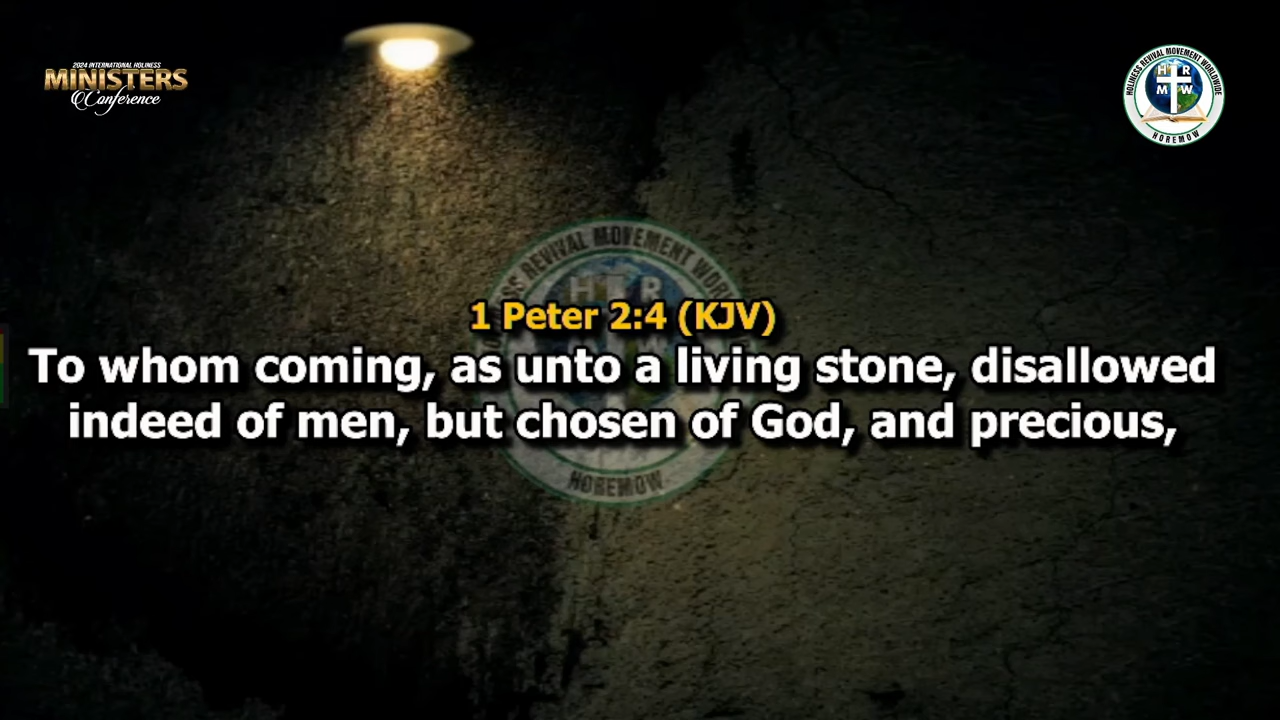 2024 INTERNATIONAL HOLINESS
MINISTERS
Conference
HOLINESS REVIVAL MOVEMENT WORLDWIDE
H R
M W
HOREMOW
1 Peter 2:4 (KJV)
To whom coming, as unto a living stone, disallowed
indeed of men, but chosen of God, and precious,
HOREMOW